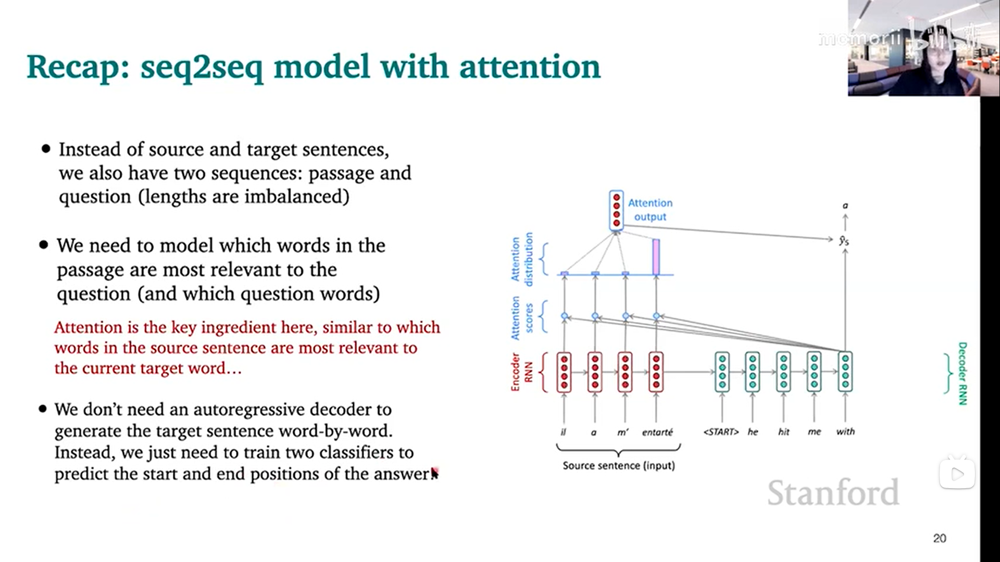 momorii bilibili
Recap: seq2seq model with attention
● Instead of source and target sentences,
we also have two sequences: passage and
question (lengths are imbalanced)
● We need to model which words in the
passage are most relevant to the
question (and which question words)
Attention is the key ingredient here, similar to which
words in the source sentence are most relevant to
the current target word…
● We don’t need an autoregressive decoder to
generate the target sentence word-by-word.
Instead, we just need to train two classifiers to
predict the start and end positions of the answer!
Attention
output
a
ŷ₅
Attention
distribution
Attention
scores
Encoder
RNN
Decoder RNN
il a m’ entarté <START> he hit me with
Source sentence (input)
Stanford
20